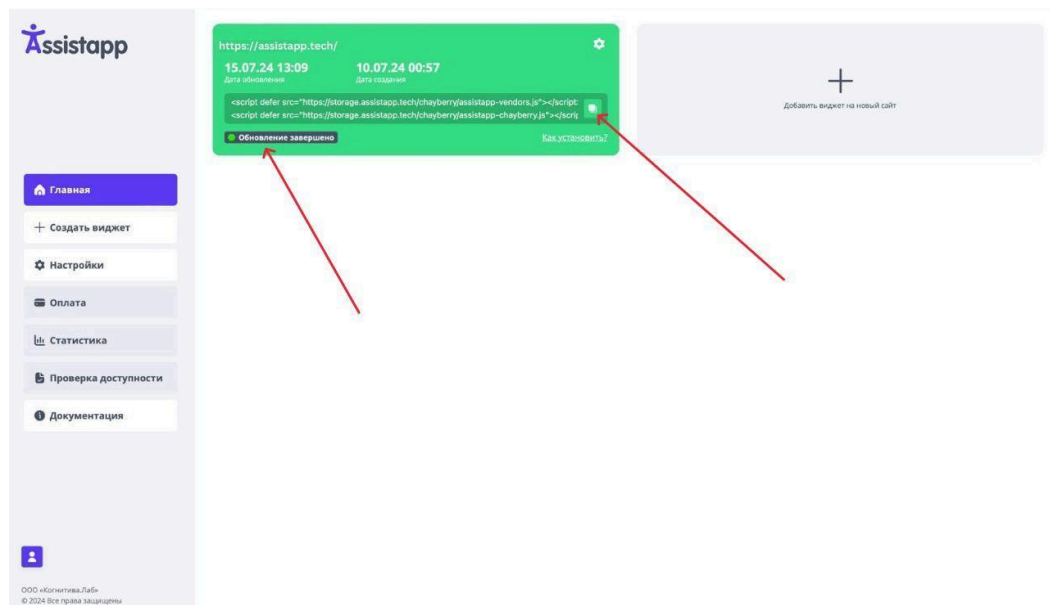 Assistapp
https://assistapp.tech/
15.07.24 13:09
10.07.24 00:57
Дата обновления
Дата создания
<script defer src="https://storage.assistapp.tech/chayberry/assistapp-vendors.js"></script:
<script defer src="https://storage.assistapp.tech/chayberry/assistapp-chayberry.js"></scrip
Обновление завершено
Как установить?
Добавить виджет на новый сайт
Главная
Создать виджет
Настройки
Оплата
Статистика
Проверка доступности
Документация
ООО «Когнитива.Лаб»
© 2024 Все права защищены